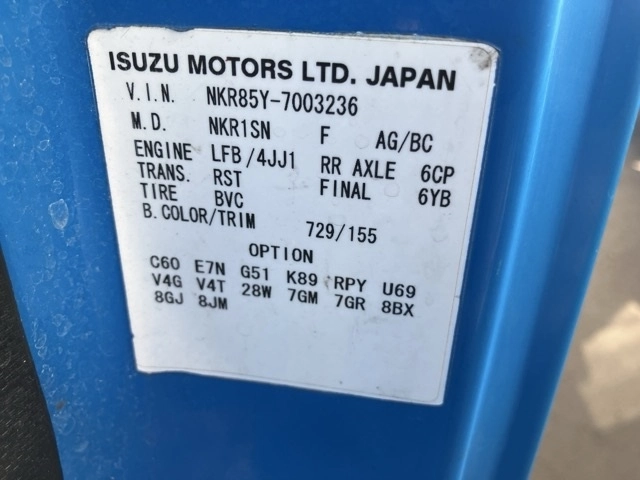 ISUZU MOTORS LTD. JAPAN
V.I.N. NKR85Y-7003236
M.D. NKR1SN F AG/BC
ENGINE LFB/4JJ1 RR AXLE 6CP
TRANS. RST FINAL 6YB
TIRE BVC
B.COLOR/TRIM 729/155
OPTION
C60 E7N G51 K89 RPY U69
V4G V4T 28W 7GM 7GR 8BX
8GJ 8JM